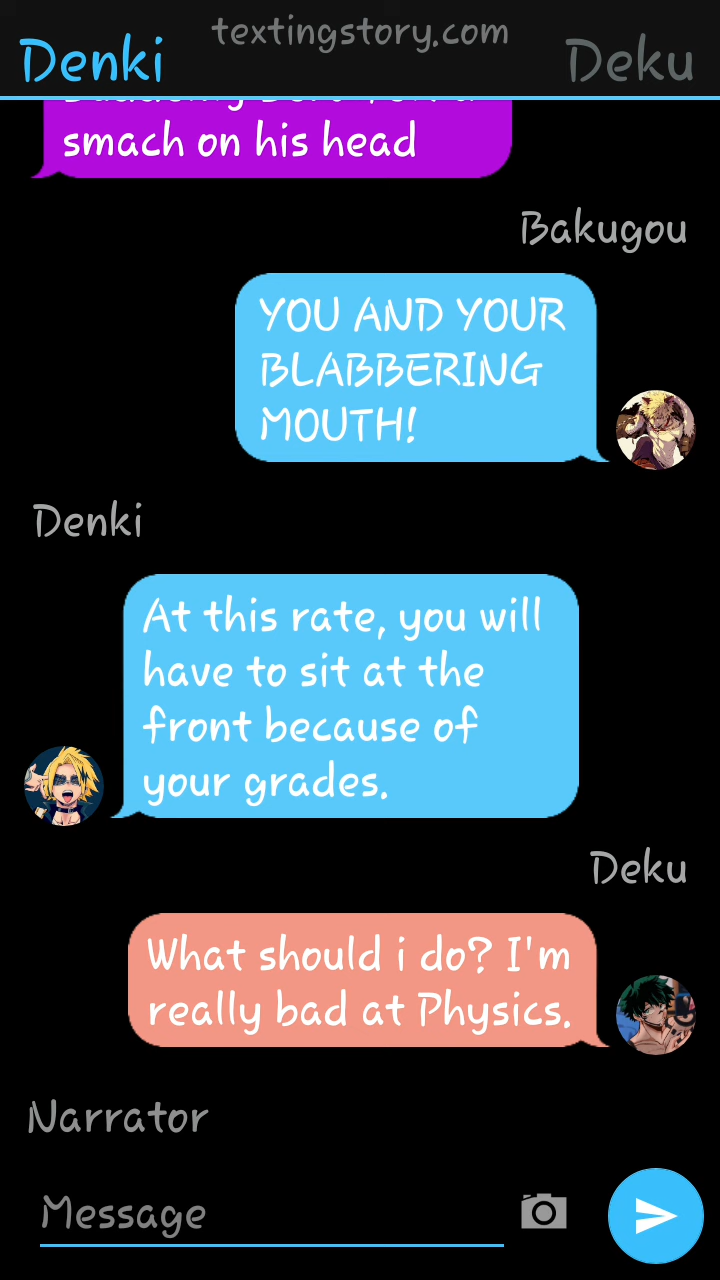 textingstory.com
Denki
Deku
smach on his head
Bakugou
YOU AND YOUR
BLABBERING
MOUTH!
Denki
At this rate, you will
have to sit at the
front because of
your grades.
Deku
What should i do? I'm
really bad at Physics.
Narrator
Message